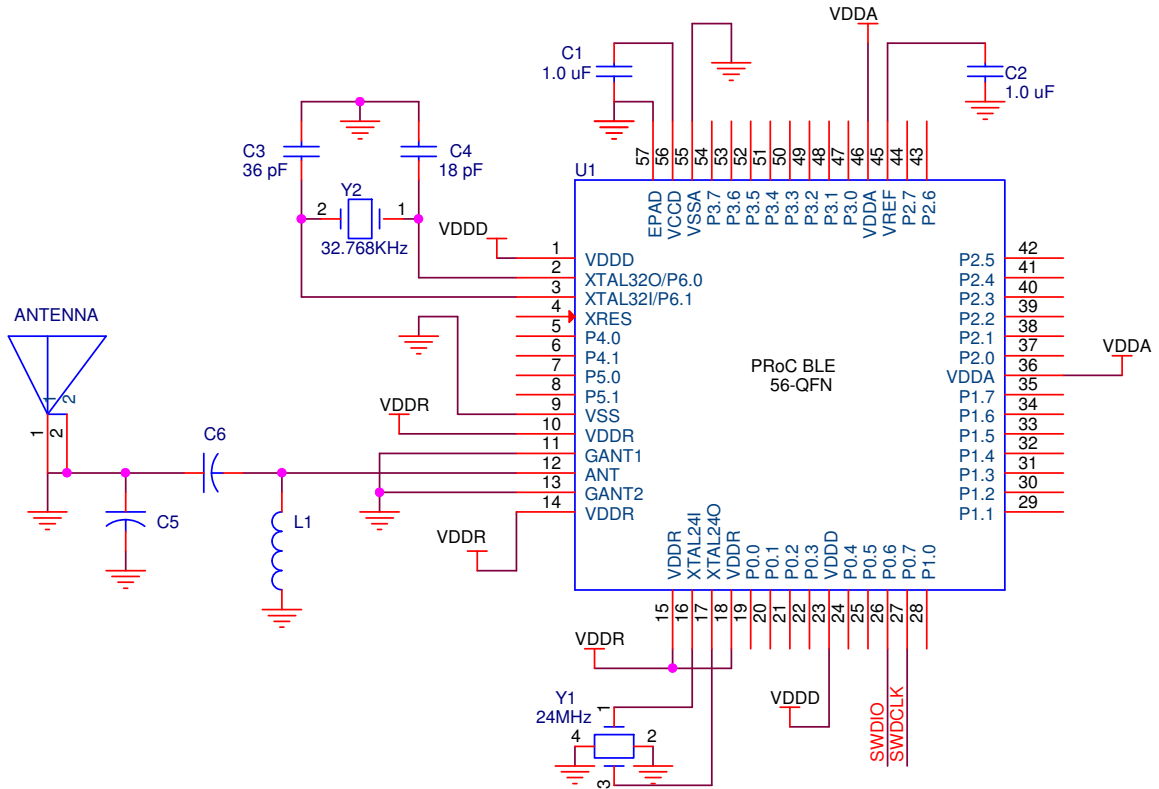 VDDA
C1
1.0 uF
C2
1.0 uF
C3
36 pF
C4
18 pF
Y2
2
1
32.768KHz
57
56
55
54
53
52
51
50
49
48
47
46
45
44
43
U1
EPAD
VCCD
VSSA
P3.7
P3.6
P3.5
P3.4
P3.3
P3.2
P3.1
P3.0
VDDA
VREF
P2.7
P2.6
VDDD
1 VDDD
2 XTAL32O/P6.0
3 XTAL32I/P6.1
4 XRES
5 P4.0
6 P4.1
7 P5.0
8 P5.1
9 VSS
10 VDDR
11 GANT1
12 ANT
13 GANT2
14 VDDR
PRoC BLE
56-QFN
P2.5 42
P2.4 41
P2.3 40
P2.2 39
P2.1 38
P2.0 37
VDDA 36
P1.7 35
P1.6 34
P1.5 33
P1.4 32
P1.3 31
P1.2 30
P1.1 29
VDDA
ANTENNA
1
2
1
2
VDDR
C6
C5
L1
VDDR
VDDR
XTAL24I
XTAL24O
VDDR
P0.0
P0.1
P0.2
P0.3
VDDD
P0.4
P0.5
P0.6
P0.7
P1.0
15
16
17
18
19
20
21
22
23
24
25
26
27
28
VDDR
Y1
24MHz
1
4
2
3
VDDD
SWDIO
SWDCLK